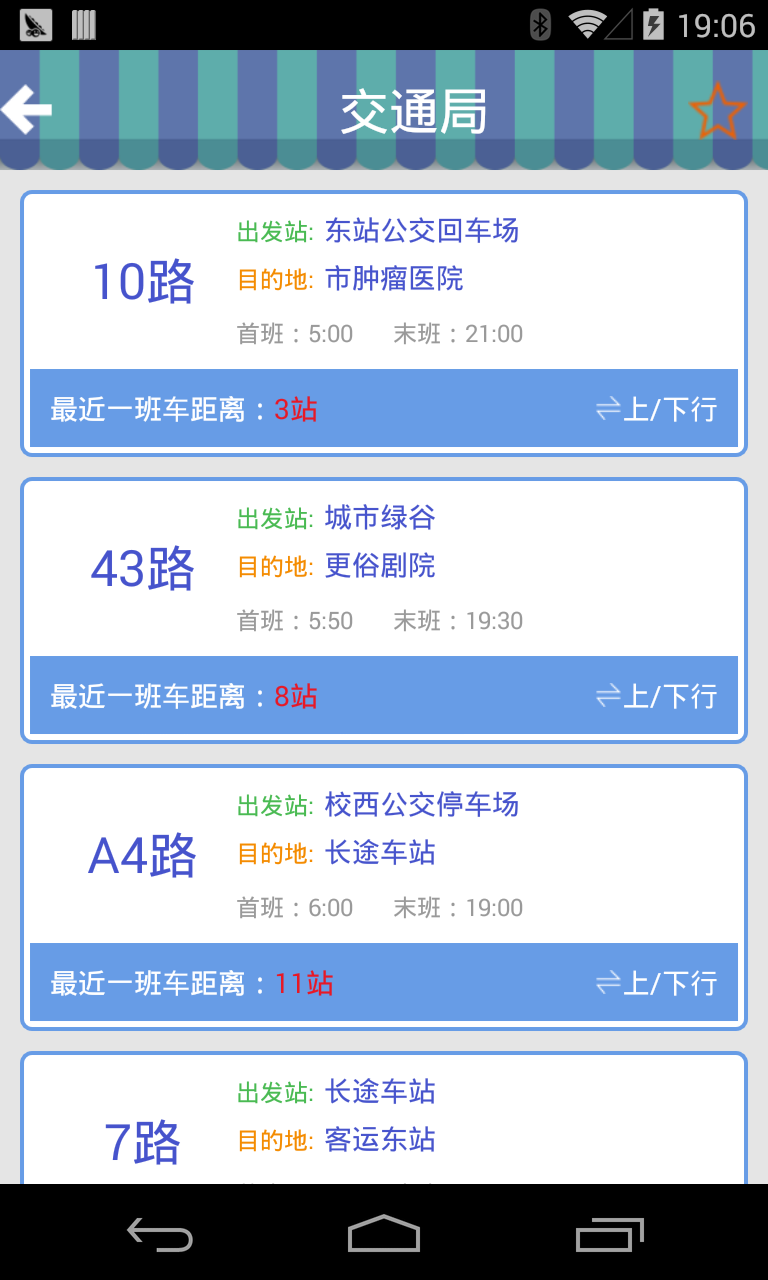 19:06
交通局
10路
出发站: 东站公交回车场
目的地: 市肿瘤医院
首班：5:00 末班：21:00
最近一班车距离：3站 ⇌上/下行
43路
出发站: 城市绿谷
目的地: 更俗剧院
首班：5:50 末班：19:30
最近一班车距离：8站 ⇌上/下行
A4路
出发站: 校西公交停车场
目的地: 长途车站
首班：6:00 末班：19:00
最近一班车距离：11站 ⇌上/下行
7路
出发站: 长途车站
目的地: 客运东站